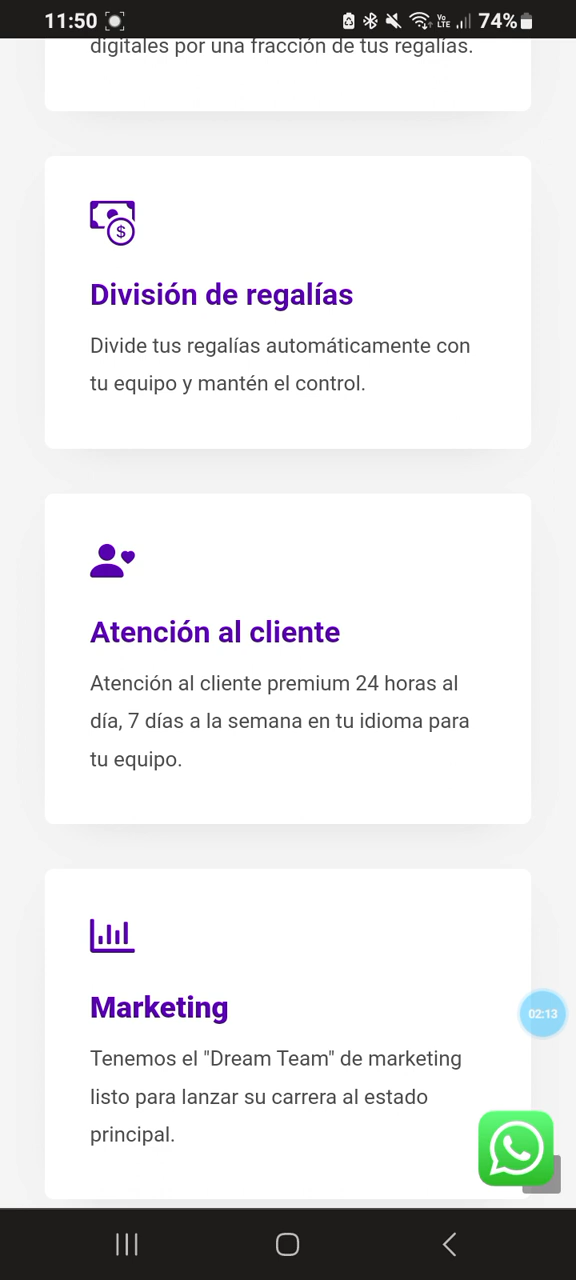 11:50
Vo
LTE
74%
digitales por una fracción de tus regalías.
$
División de regalías
Divide tus regalías automáticamente con
tu equipo y mantén el control.
Atención al cliente
Atención al cliente premium 24 horas al
día, 7 días a la semana en tu idioma para
tu equipo.
Marketing
Tenemos el "Dream Team" de marketing
listo para lanzar su carrera al estado
principal.
02:13